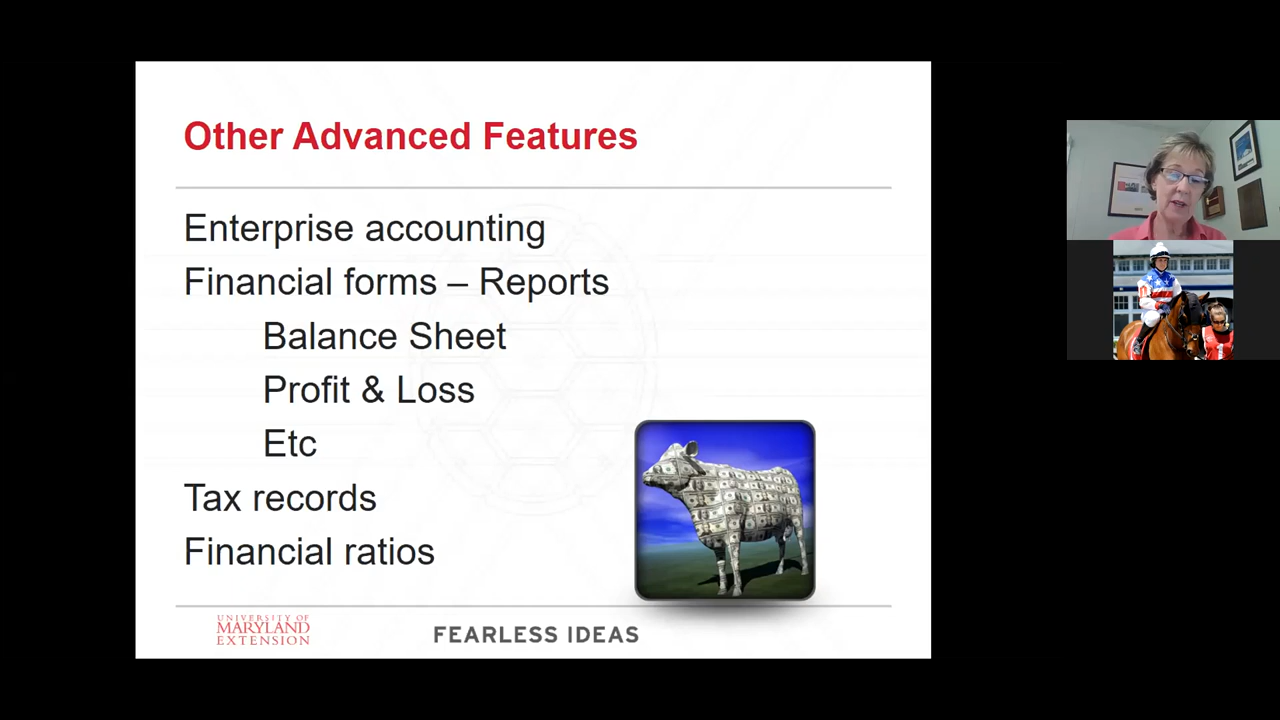 Other Advanced Features
Enterprise accounting
Financial forms – Reports
Balance Sheet
Profit & Loss
Etc
Tax records
Financial ratios
UNIVERSITY OF
MARYLAND
EXTENSION
FEARLESS IDEAS
1